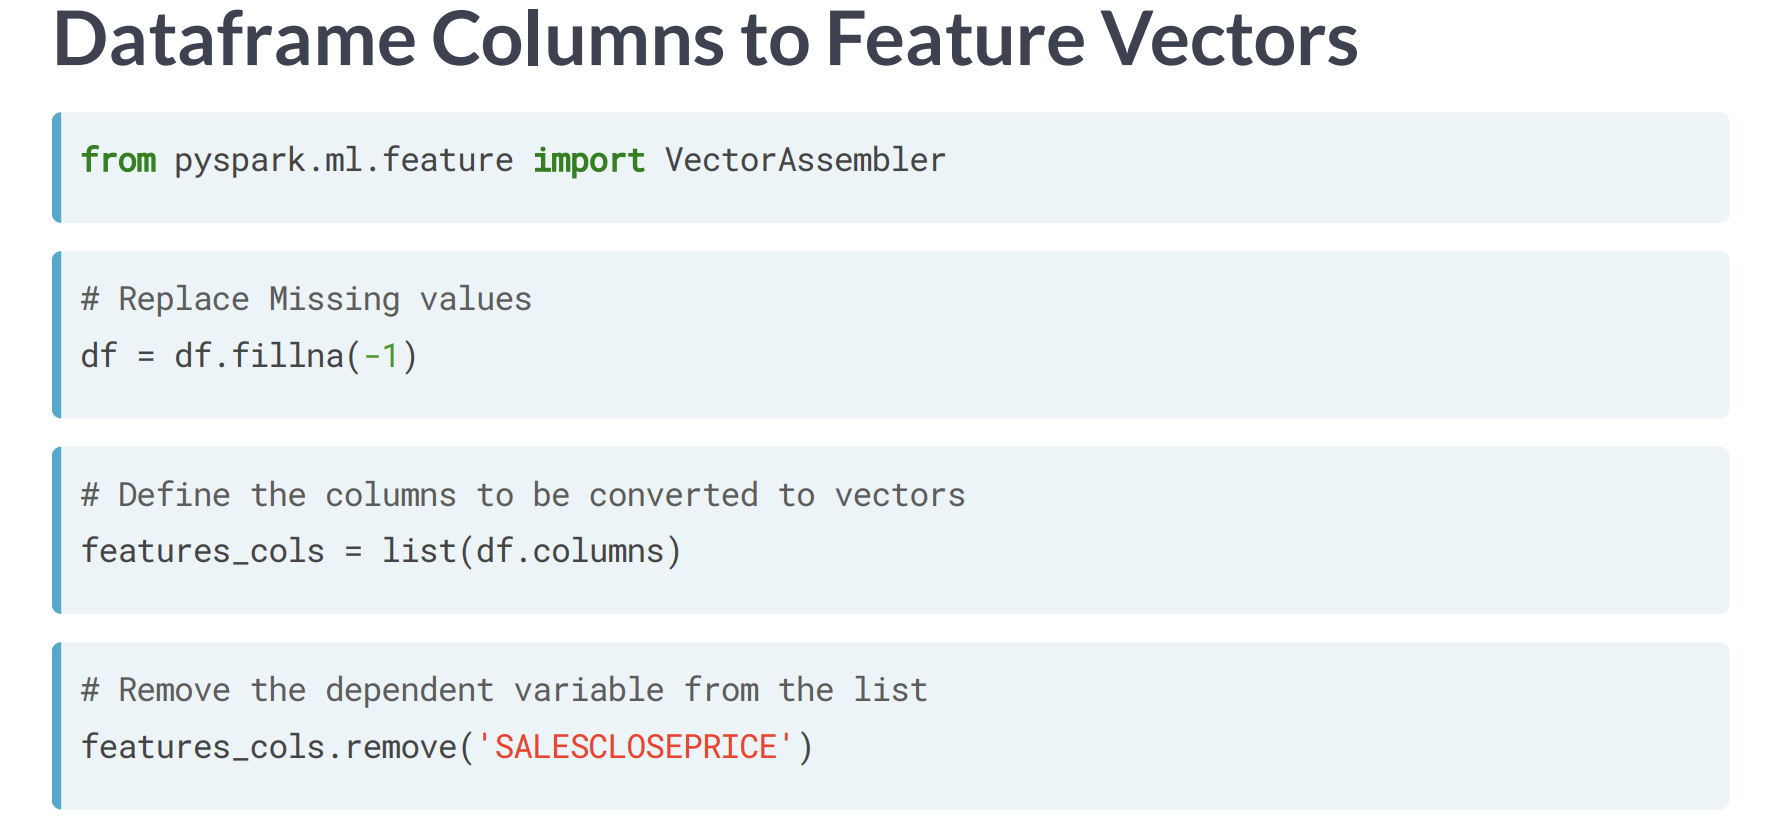 Dataframe Columns to Feature Vectors
from pyspark.ml.feature import VectorAssembler
# Replace Missing values
df = df.fillna(-1)
# Define the columns to be converted to vectors
features_cols = list(df.columns)
# Remove the dependent variable from the list
features_cols.remove('SALESCLOSEPRICE')